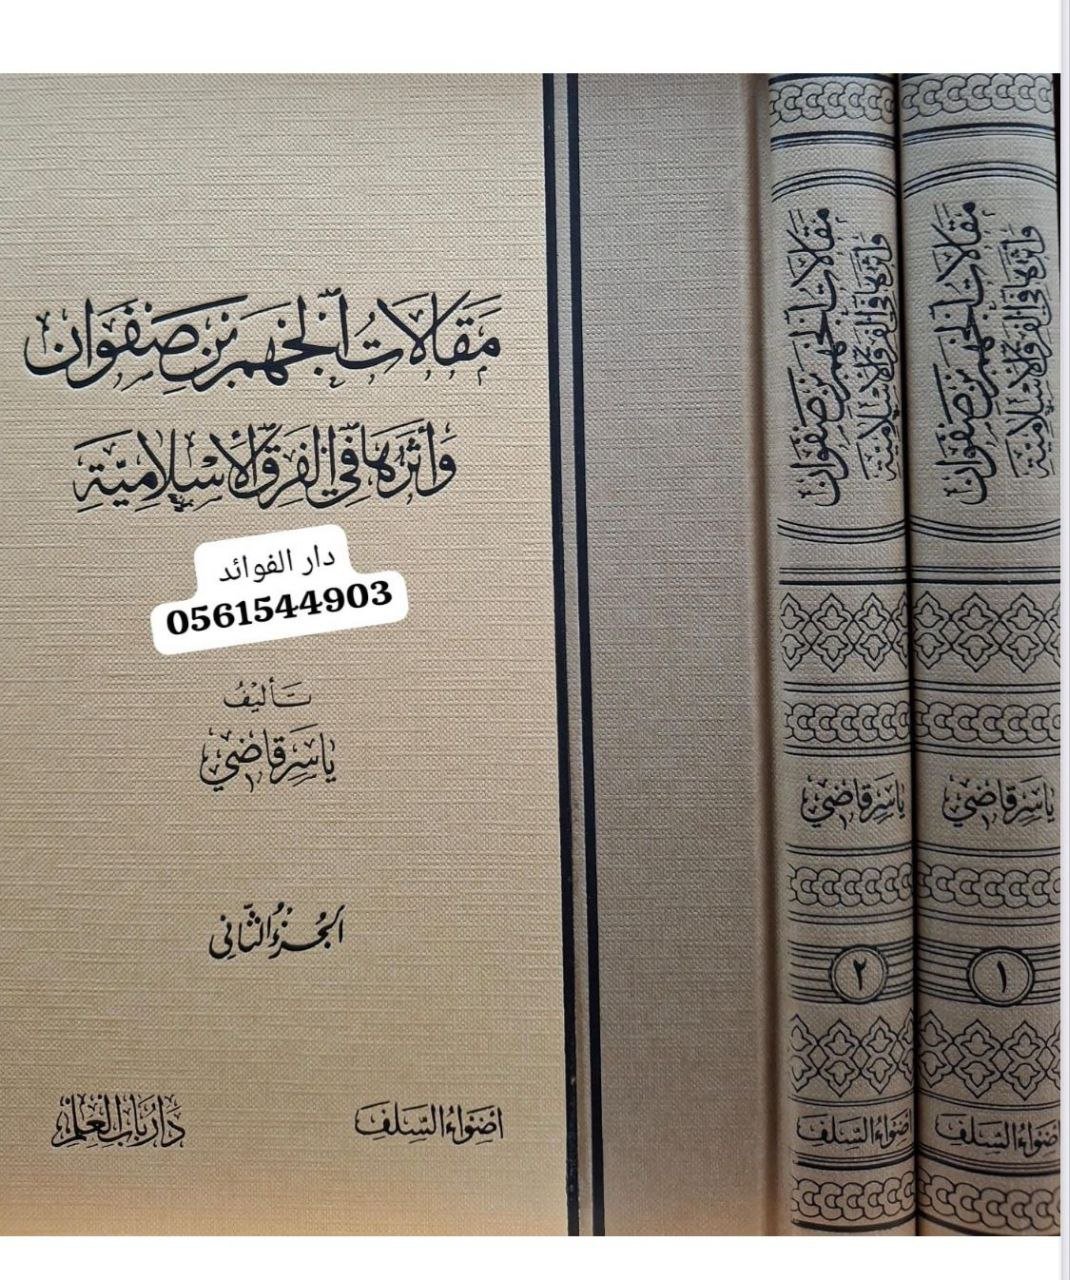 مقالات الجهم بن صفوان
وأثرها في الفرق الإسلامية
دار الفوائد
0561544903
تأليف
ياسر قاضي
الجزء الثاني
أضواء السلف
دار باب العلم
مقالات الجهم بن صفوان
وأثرها في الفرق الإسلامية
ياسر قاضي
١
أضواء السلف
مقالات الجهم بن صفوان
وأثرها في الفرق الإسلامية
ياسر قاضي
٢
أضواء السلف